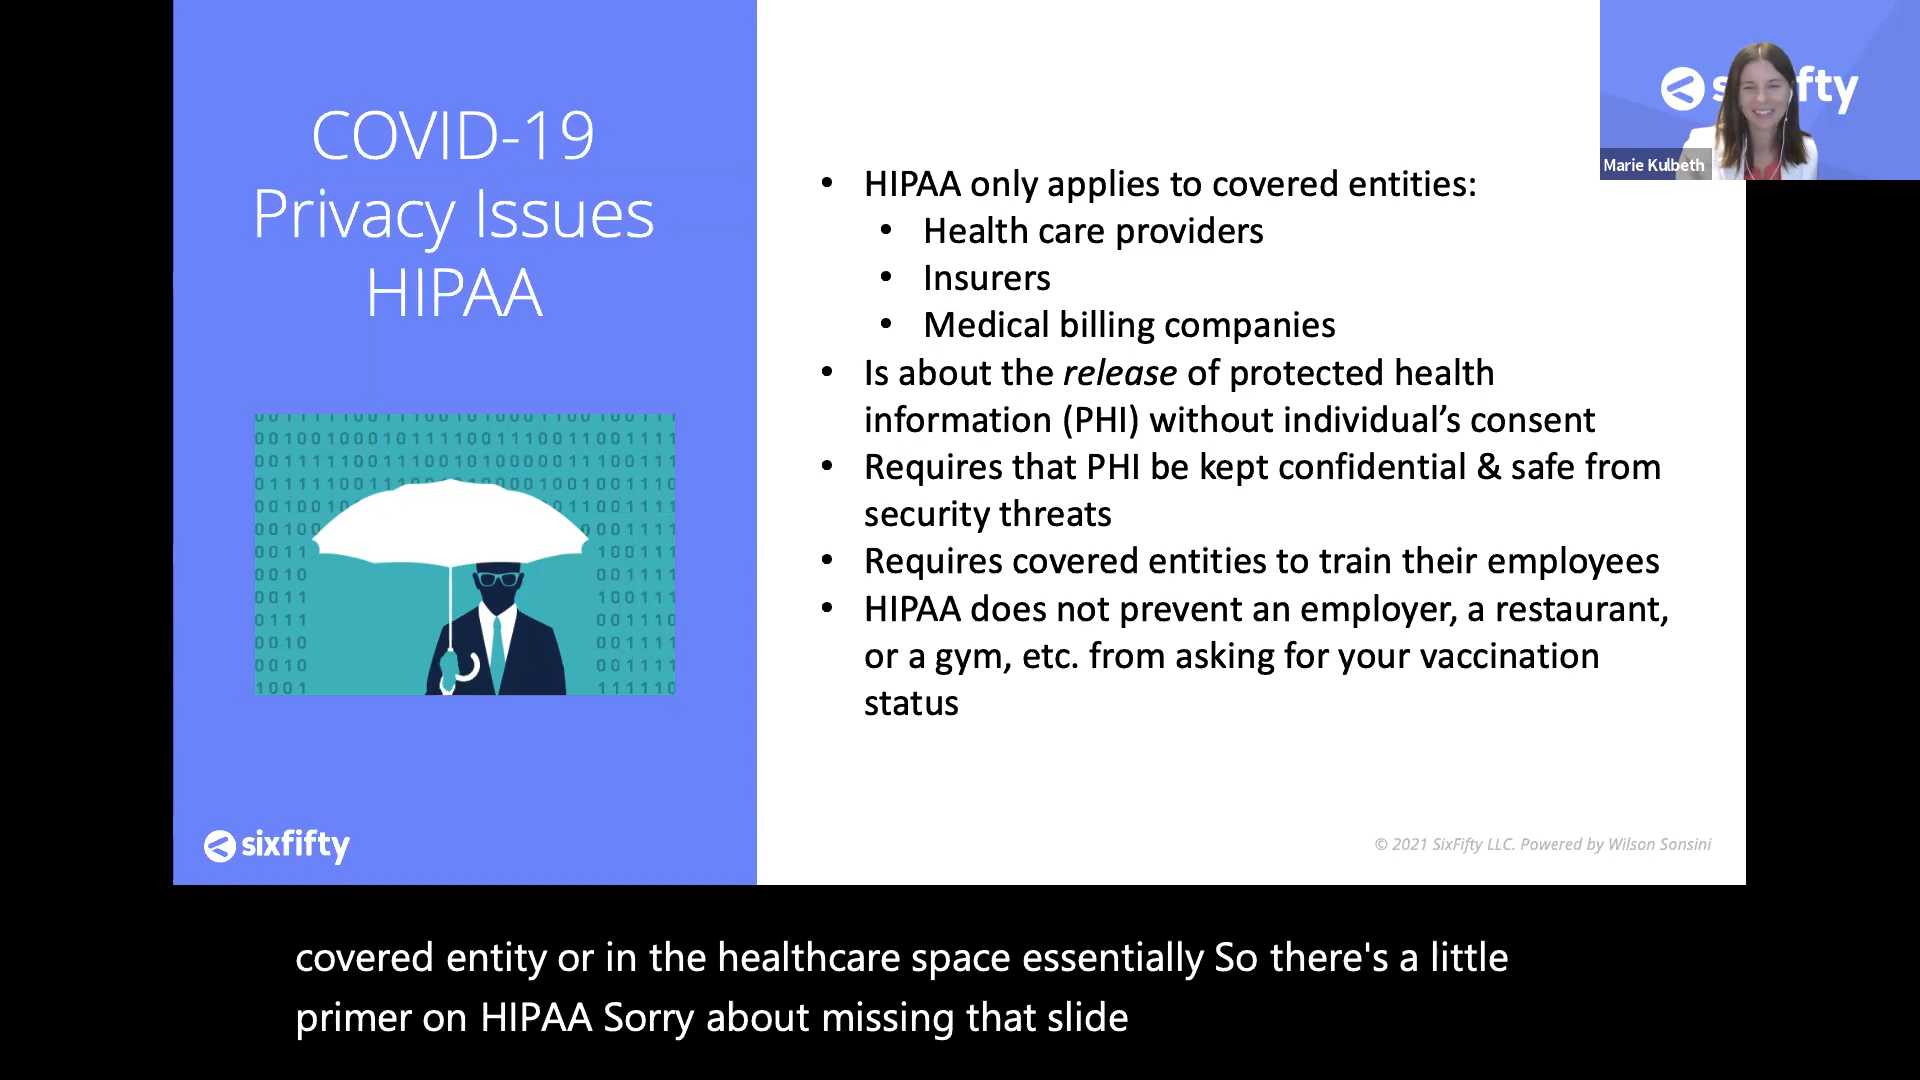 COVID-19
Privacy Issues
HIPAA
sixfifty
• HIPAA only applies to covered entities:
• Health care providers
• Insurers
• Medical billing companies
• Is about the release of protected health
information (PHI) without individual’s consent
• Requires that PHI be kept confidential & safe from
security threats
• Requires covered entities to train their employees
• HIPAA does not prevent an employer, a restaurant,
or a gym, etc. from asking for your vaccination
status
© 2021 SixFifty LLC. Powered by Wilson Sonsini
Marie Kulbeth
covered entity or in the healthcare space essentially So there's a little
primer on HIPAA Sorry about missing that slide